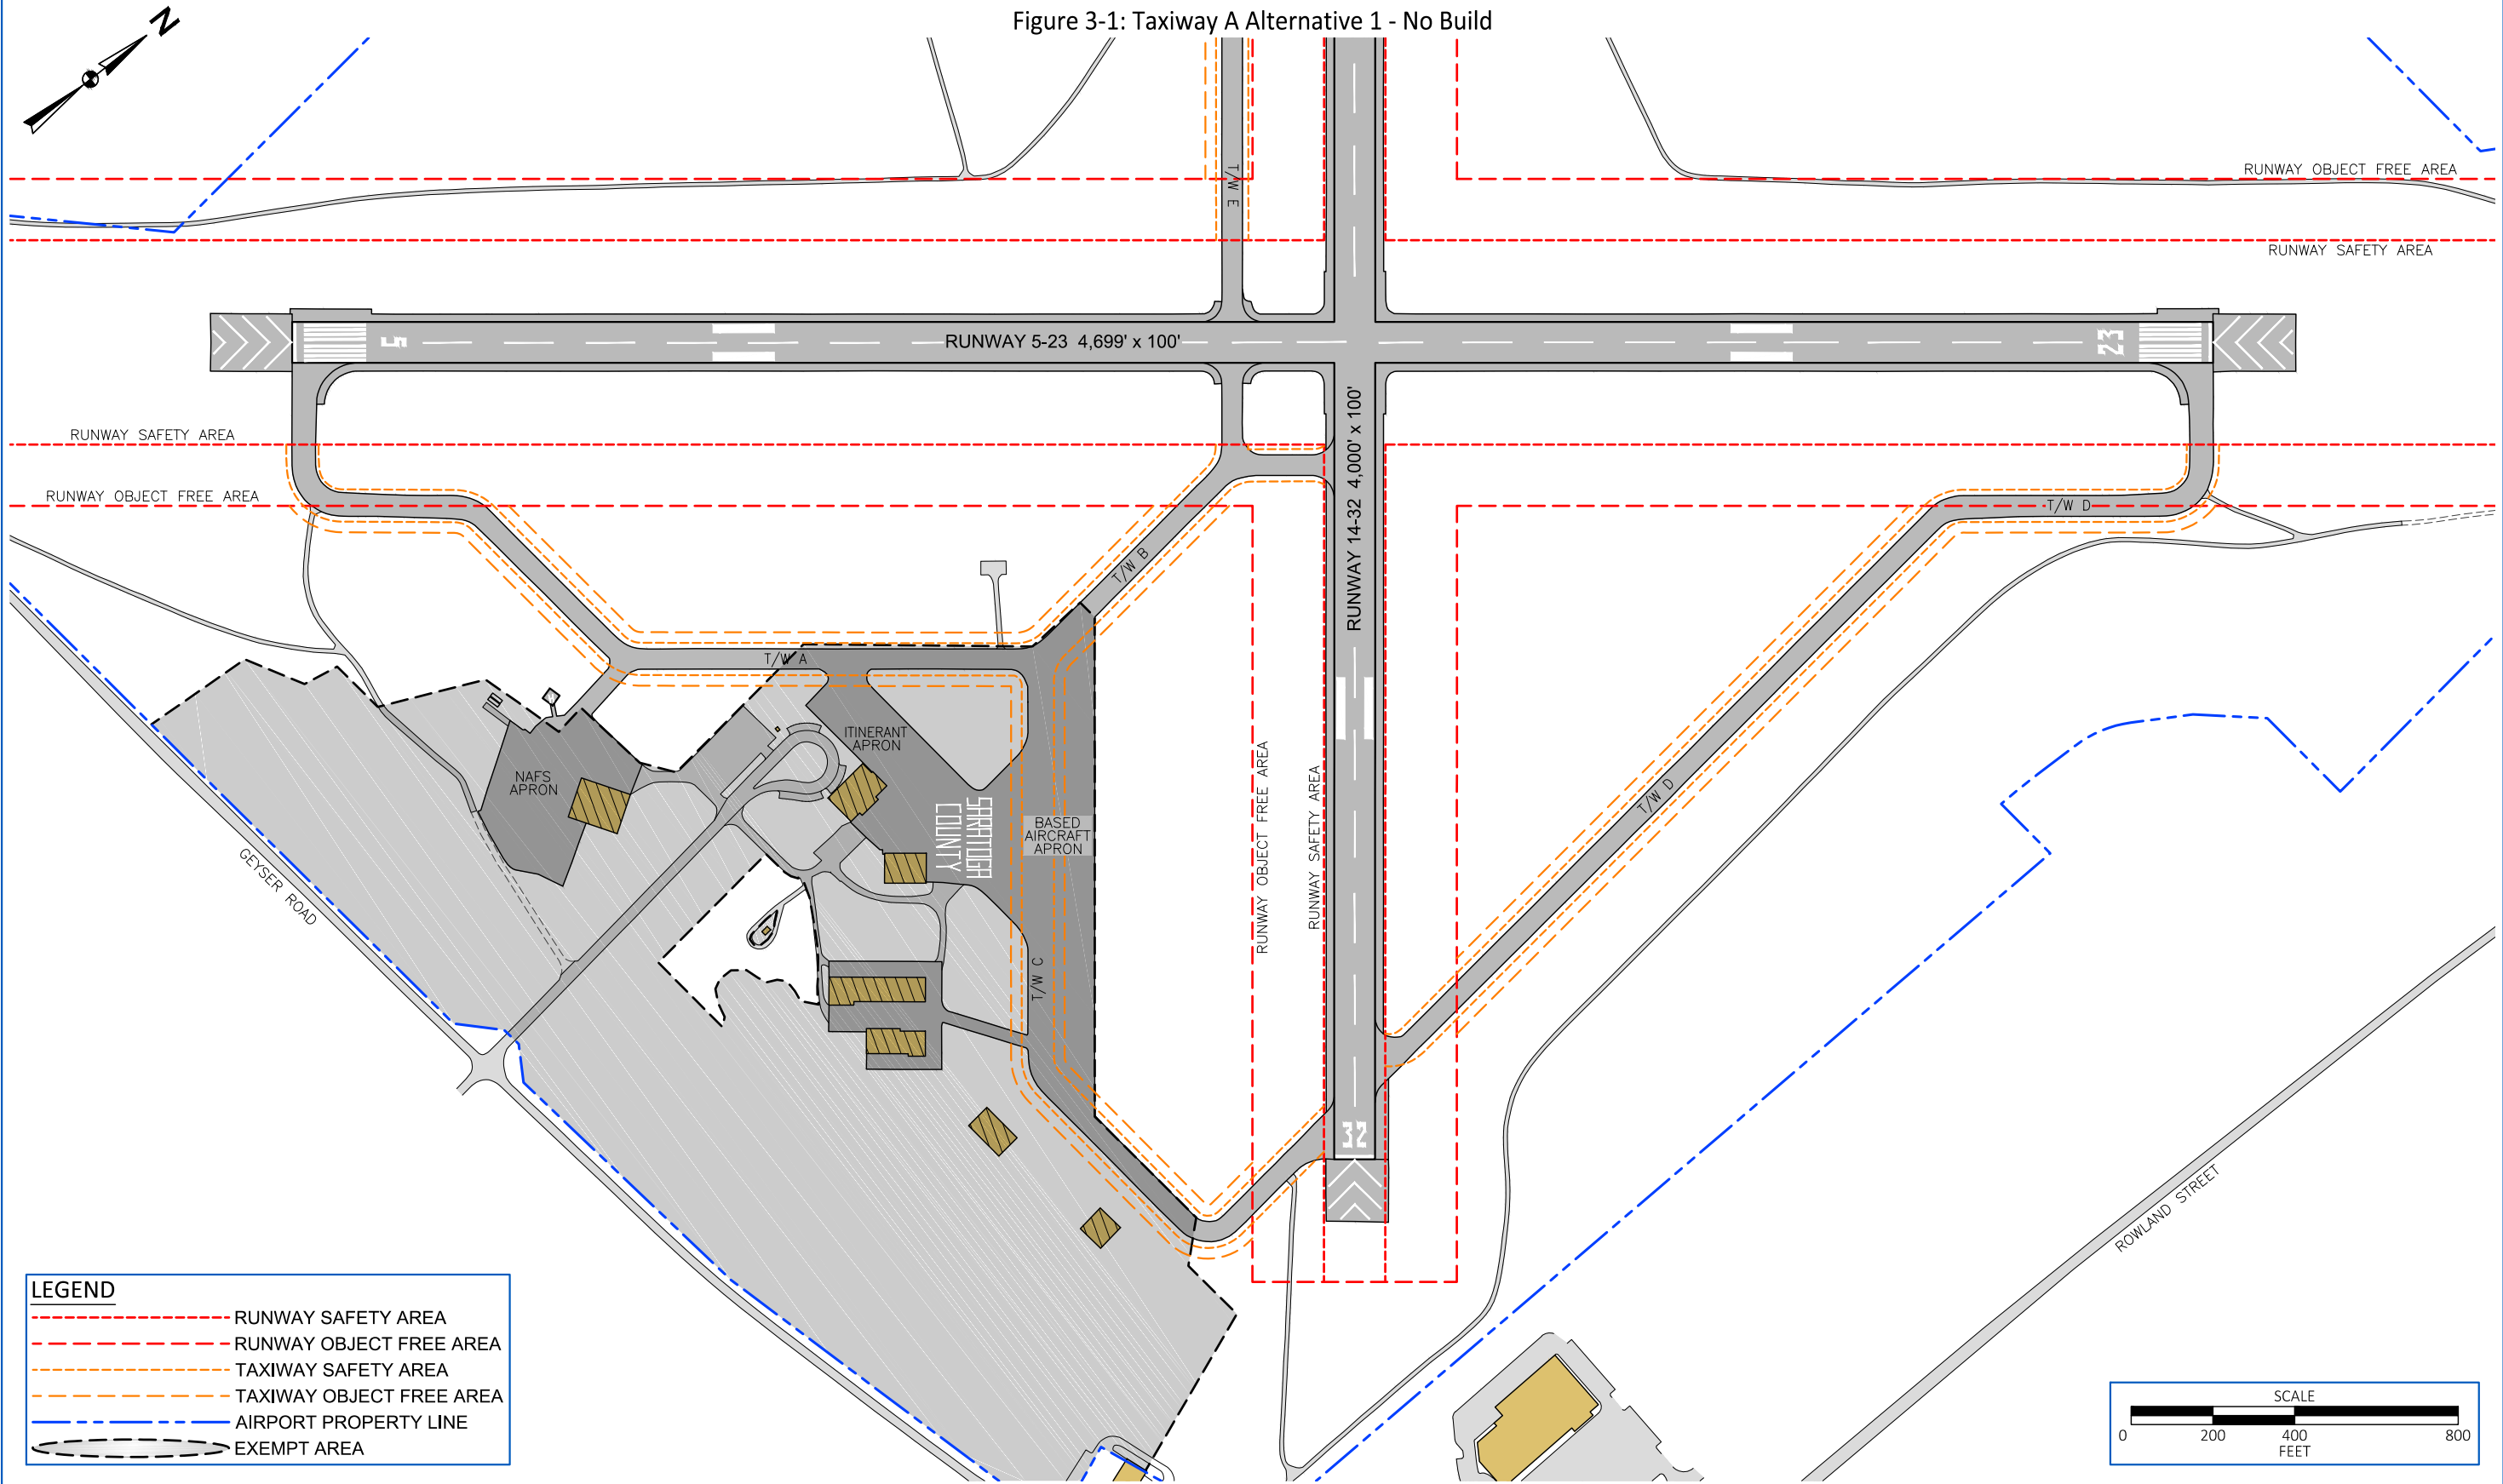 Figure 3-1: Taxiway A Alternative 1 - No Build
N
T/W E
RUNWAY OBJECT FREE AREA
RUNWAY SAFETY AREA
5
RUNWAY 5-23 4,699' x 100'
23
RUNWAY 14-32 4,000' x 100'
RUNWAY SAFETY AREA
RUNWAY OBJECT FREE AREA
T/W D
T/W B
T/W A
ITINERANT
APRON
NAFS
APRON
SARATOGA
COUNTY
BASED
AIRCRAFT
APRON
RUNWAY OBJECT FREE AREA
RUNWAY SAFETY AREA
T/W D
GEYSER ROAD
T/W C
32
ROWLAND STREET
LEGEND
RUNWAY SAFETY AREA
RUNWAY OBJECT FREE AREA
TAXIWAY SAFETY AREA
TAXIWAY OBJECT FREE AREA
AIRPORT PROPERTY LINE
EXEMPT AREA
SCALE
0 200 400 800
FEET